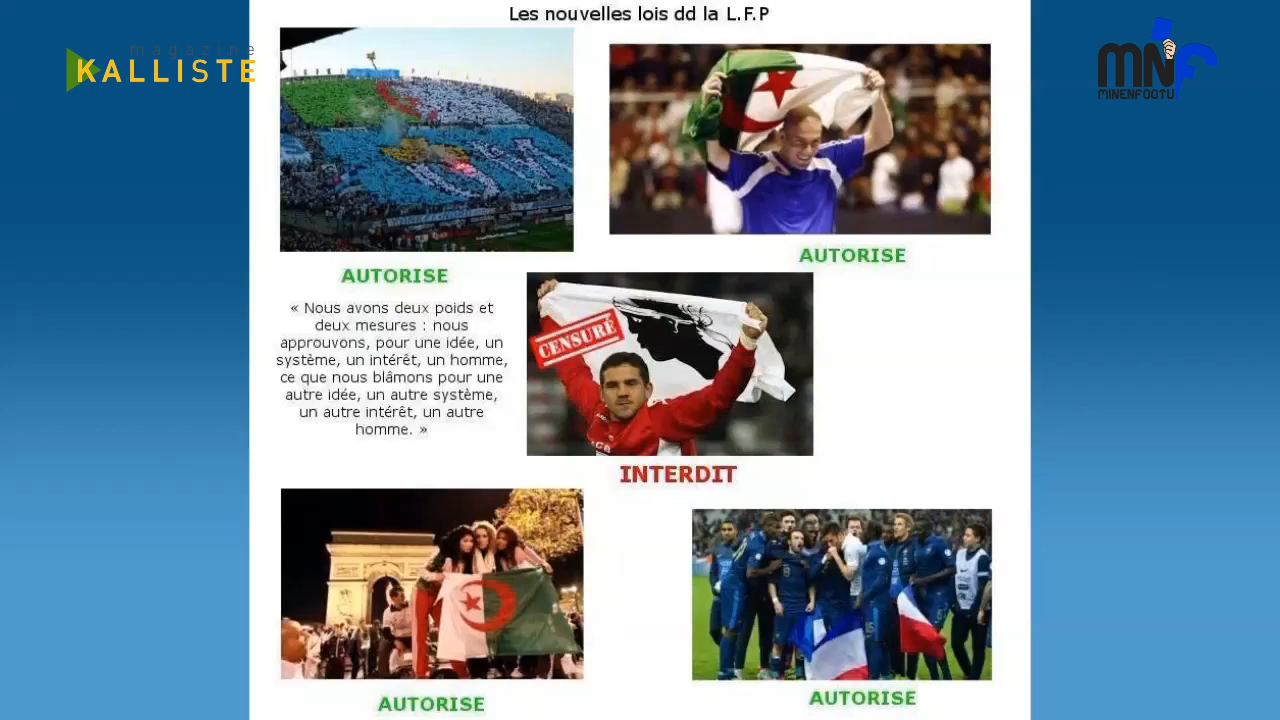 Les nouvelles lois dd la L.F.P
magazine
KALLISTE
MNF
MINENFOOTU
AUTORISE
AUTORISE
« Nous avons deux poids et
deux mesures : nous
approuvons, pour une idée, un
système, un intérêt, un homme,
ce que nous blâmons pour une
autre idée, un autre système,
un autre intérêt, un autre
homme. »
CENSURÉ
INTERDIT
AUTORISE
AUTORISE